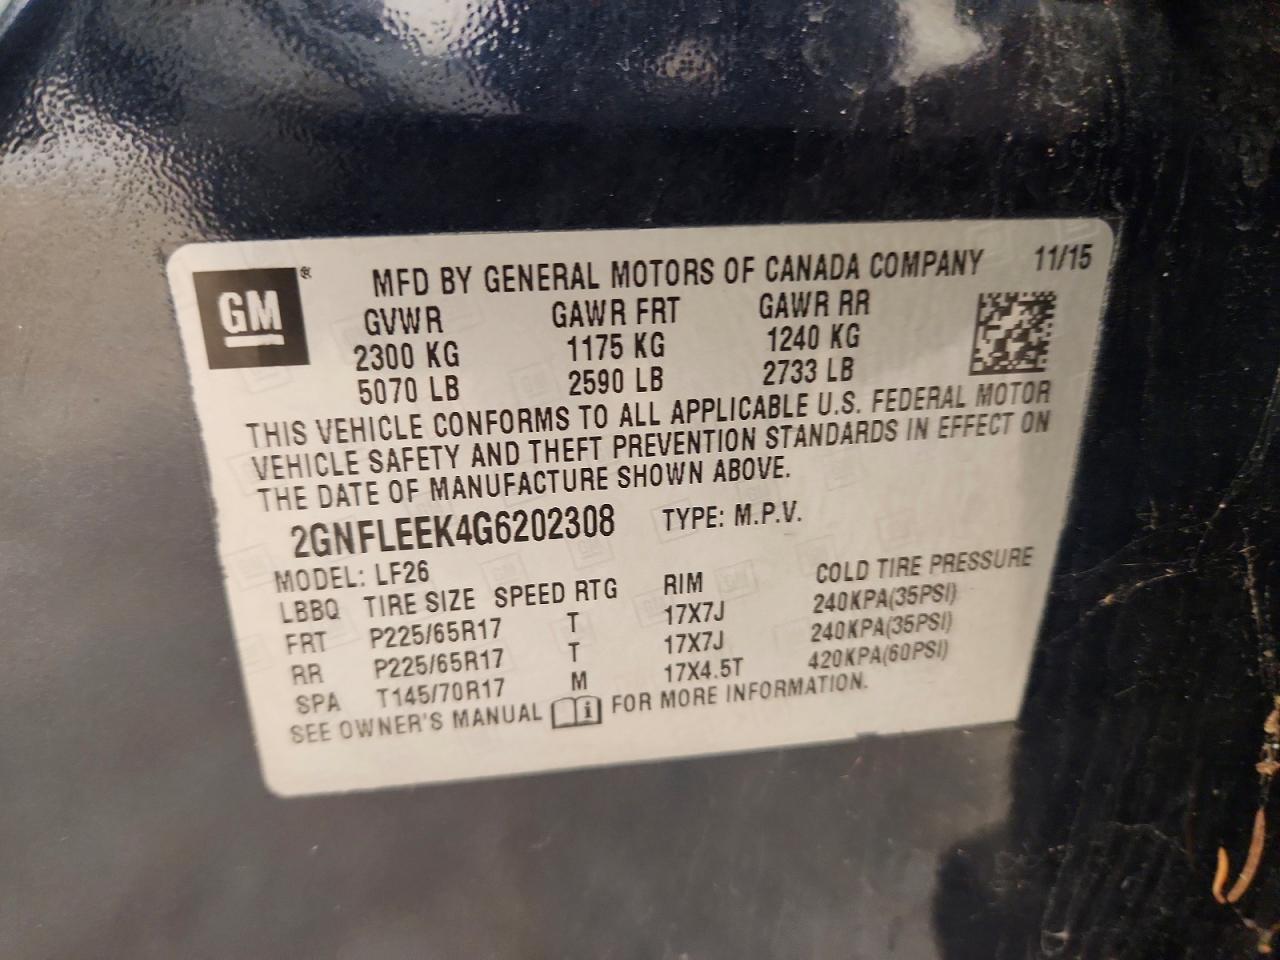 GM ®
MFD BY GENERAL MOTORS OF CANADA COMPANY 11/15
GVWR GAWR FRT GAWR RR
2300 KG 1175 KG 1240 KG
5070 LB 2590 LB 2733 LB
THIS VEHICLE CONFORMS TO ALL APPLICABLE U.S. FEDERAL MOTOR
VEHICLE SAFETY AND THEFT PREVENTION STANDARDS IN EFFECT ON
THE DATE OF MANUFACTURE SHOWN ABOVE.
2GNFLEEK4G6202308 TYPE: M.P.V.
MODEL: LF26
LBBQ TIRE SIZE SPEED RTG RIM COLD TIRE PRESSURE
FRT P225/65R17 T 17X7J 240KPA(35PSI)
RR P225/65R17 T 17X7J 240KPA(35PSI)
SPA T145/70R17 M 17X4.5T 420KPA(60PSI)
SEE OWNER'S MANUAL i FOR MORE INFORMATION.